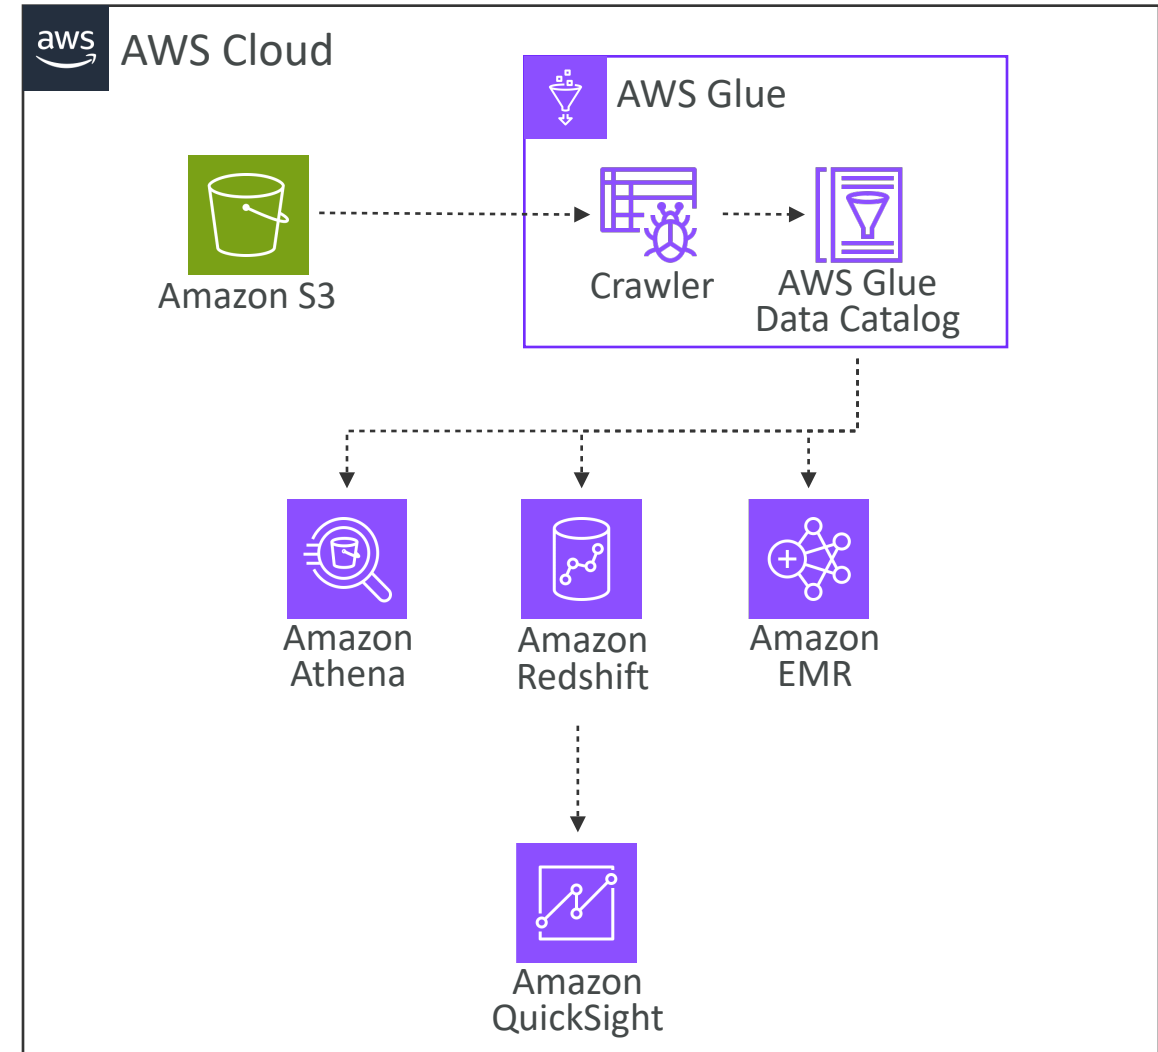 aws
AWS Cloud
AWS Glue
Amazon S3
Crawler
AWS Glue
Data Catalog
Amazon
Athena
Amazon
Redshift
Amazon
EMR
Amazon
QuickSight